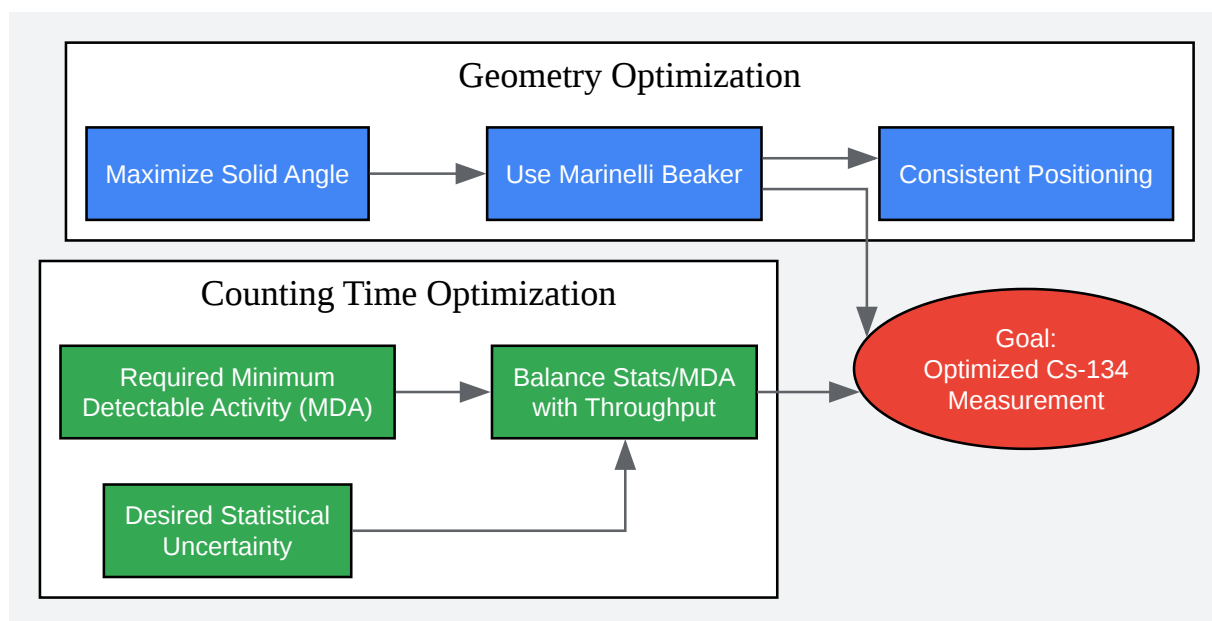 Geometry Optimization
Maximize Solid Angle
Use Marinelli Beaker
Consistent Positioning
Counting Time Optimization
Required Minimum
Detectable Activity (MDA)
Balance Stats/MDA
with Throughput
Desired Statistical
Uncertainty
Goal:
Optimized Cs-134
Measurement